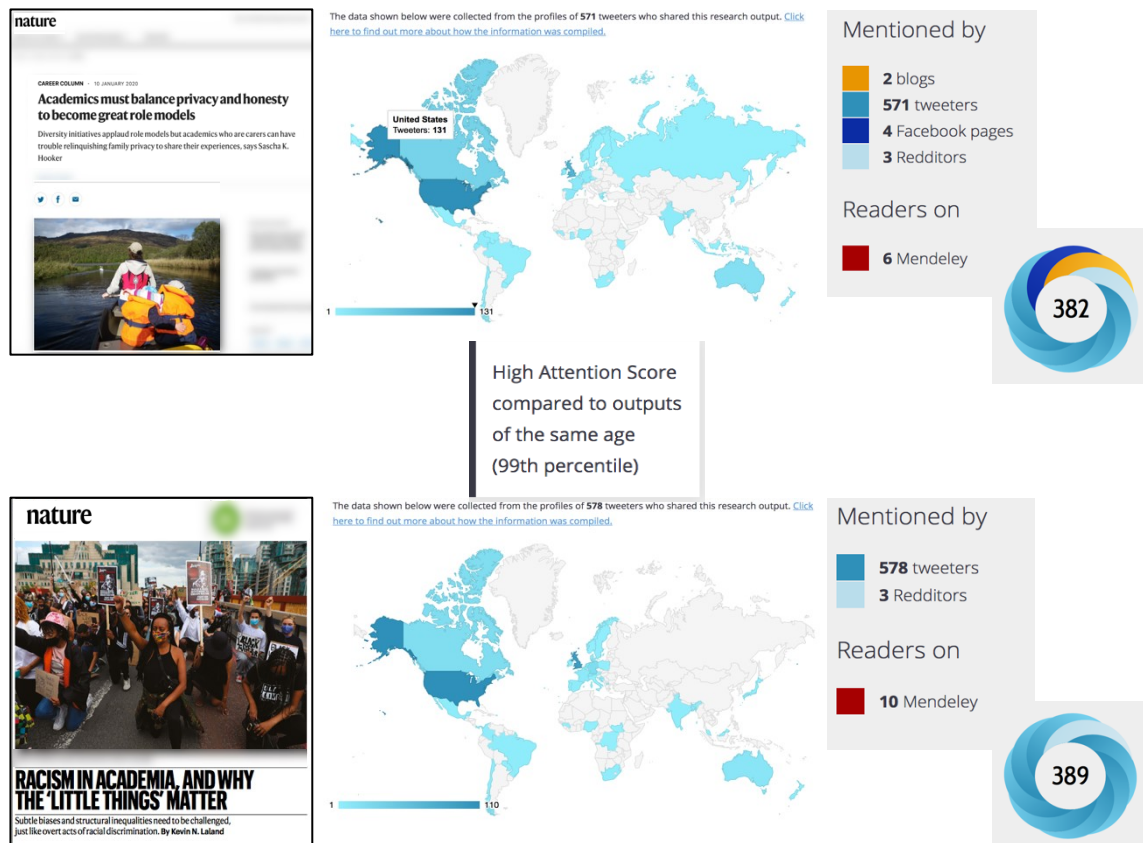 nature
CAREER COLUMN · 10 JANUARY 2020
Academics must balance privacy and honesty
to become great role models
Diversity initiatives applaud role models but academics who are carers can have
trouble relinquishing family privacy to share their experiences, says Sascha K.
Hooker
The data shown below were collected from the profiles of 571 tweeters who shared this research output. Click
here to find out more about how the information was compiled.
United States
Tweeters: 131
1
131
Mentioned by
2 blogs
571 tweeters
4 Facebook pages
3 Redditors
Readers on
6 Mendeley
382
High Attention Score
compared to outputs
of the same age
(99th percentile)
nature
RACISM IN ACADEMIA, AND WHY
THE ‘LITTLE THINGS’ MATTER
Subtle biases and structural inequalities need to be challenged,
just like overt acts of racial discrimination. By Kevin N. Laland
The data shown below were collected from the profiles of 578 tweeters who shared this research output. Click
here to find out more about how the information was compiled.
1
110
Mentioned by
578 tweeters
3 Redditors
Readers on
10 Mendeley
389